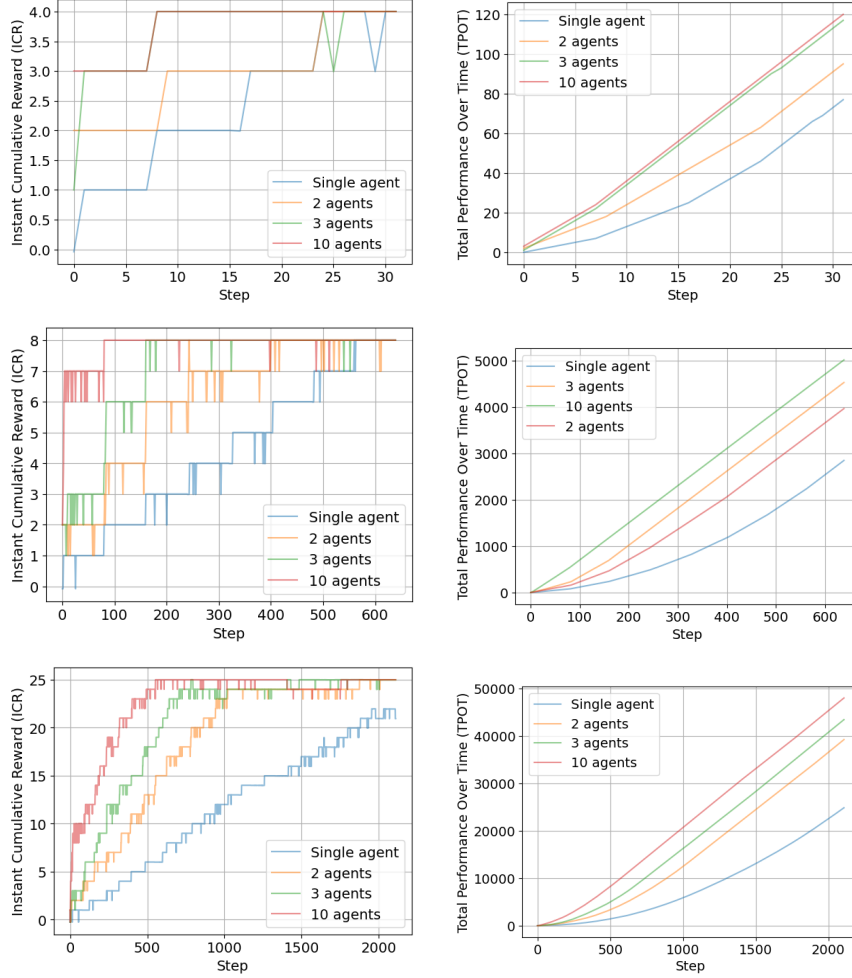 Instant Cumulative Reward (ICR)
4.0
3.5
3.0
2.5
2.0
1.5
1.0
0.5
0.0
Single agent
2 agents
3 agents
10 agents
0 5 10 15 20 25 30
Step
Total Performance Over Time (TPOT)
120
100
80
60
40
20
0
Single agent
2 agents
3 agents
10 agents
0 5 10 15 20 25 30
Step
Instant Cumulative Reward (ICR)
8
7
6
5
4
3
2
1
0
Single agent
2 agents
3 agents
10 agents
0 100 200 300 400 500 600
Step
Total Performance Over Time (TPOT)
5000
4000
3000
2000
1000
0
Single agent
3 agents
10 agents
2 agents
0 100 200 300 400 500 600
Step
Instant Cumulative Reward (ICR)
25
20
15
10
5
0
Single agent
2 agents
3 agents
10 agents
0 500 1000 1500 2000
Step
Total Performance Over Time (TPOT)
50000
40000
30000
20000
10000
0
Single agent
2 agents
3 agents
10 agents
0 500 1000 1500 2000
Step